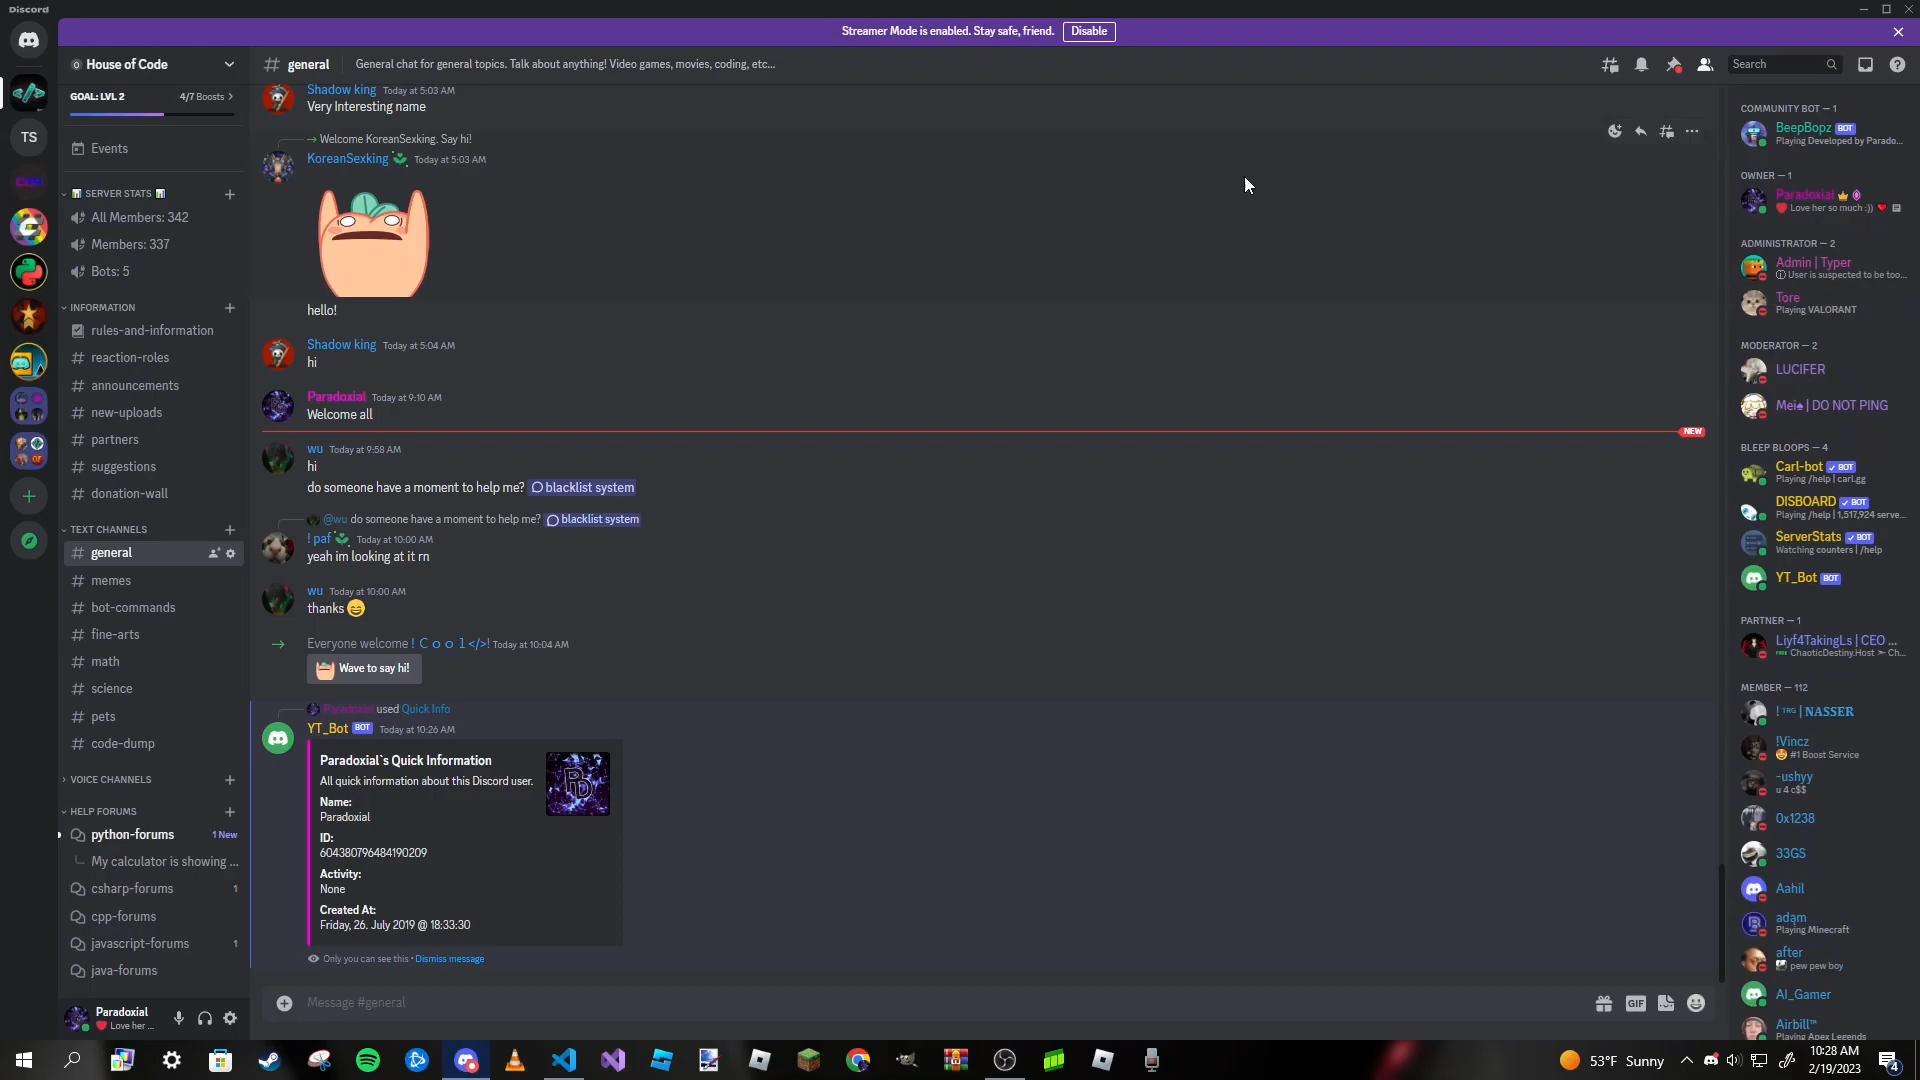 Discord
Streamer Mode is enabled. Stay safe, friend.
Disable
House of Code
GOAL: LVL 2
4/7 Boosts
TS
Events
SERVER STATS
All Members: 342
Members: 337
Bots: 5
INFORMATION
rules-and-information
reaction-roles
announcements
new-uploads
partners
suggestions
donation-wall
TEXT CHANNELS
general
memes
bot-commands
fine-arts
math
science
pets
code-dump
VOICE CHANNELS
HELP FORUMS
python-forums
1 New
My calculator is showing ...
csharp-forums
1
cpp-forums
javascript-forums
1
java-forums
Paradoxial
Love her ...
general
General chat for general topics. Talk about anything! Video games, movies, coding, etc...
Search
Shadow king Today at 5:03 AM
Very Interesting name
Welcome KoreanSexking. Say hi!
KoreanSexking Today at 5:03 AM
hello!
Shadow king Today at 5:04 AM
hi
Paradoxial Today at 9:10 AM
Welcome all
NEW
wu Today at 9:58 AM
hi
do someone have a moment to help me? blacklist system
@wu do someone have a moment to help me? blacklist system
! paf Today at 10:00 AM
yeah im looking at it rn
wu Today at 10:00 AM
thanks
Everyone welcome ! C o o l </>! Today at 10:04 AM
Wave to say hi!
Paradoxial used Quick Info
YT_Bot BOT Today at 10:26 AM
Paradoxial`s Quick Information
All quick information about this Discord user.
Name:
Paradoxial
ID:
604380796484190209
Activity:
None
Created At:
Friday, 26. July 2019 @ 18:33:30
Only you can see this • Dismiss message
Message #general
GIF
COMMUNITY BOT — 1
BeepBopz BOT
Playing Developed by Parado...
OWNER — 1
Paradoxial
Love her so much :))
ADMINISTRATOR — 2
Admin | Typer
User is suspected to be too...
Tore
Playing VALORANT
MODERATOR — 2
LUCIFER
Mei♠ | DO NOT PING
BLEEP BLOOPS — 4
Carl-bot BOT
Playing /help | carl.gg
DISBOARD BOT
Playing /help | 1,517,924 serve...
ServerStats BOT
Watching counters | /help
YT_Bot BOT
PARTNER — 1
Liyf4TakingLs | CEO ...
ChaoticDestiny.Host ➣ Ch...
MEMBER — 112
! ᵀᴿᴳ | NASSER
!Vincz
#1 Boost Service
-ushyy
u 4 c$$
0x1238
33GS
Aahil
adąm
Playing Minecraft
after
pew pew boy
AI_Gamer
Airbill™
Playing Apex Legends
53°F Sunny
10:28 AM
2/19/2023
4